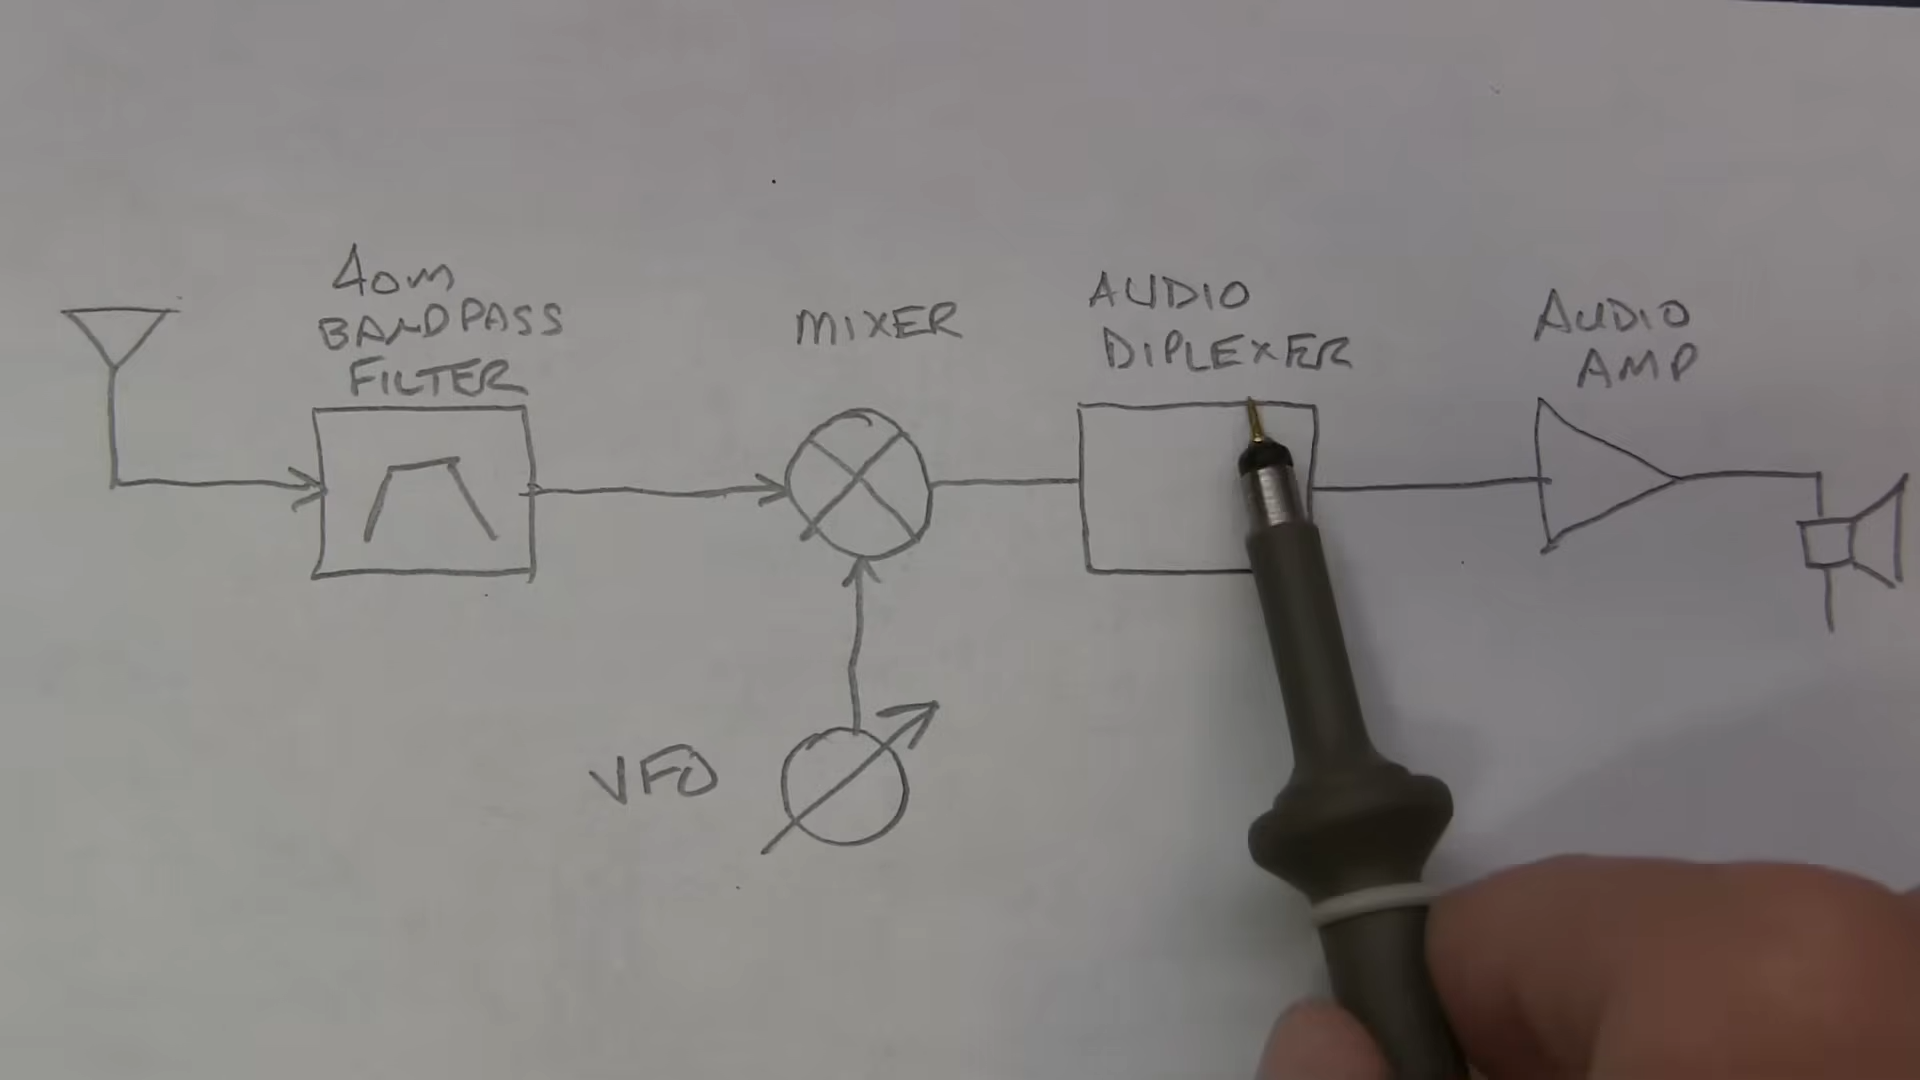 40m
BANDPASS
FILTER
MIXER
AUDIO
DIPLEXER
AUDIO
AMP
VFO